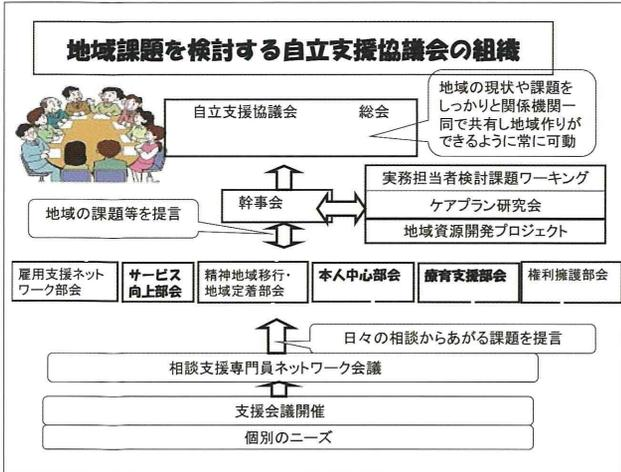 地域課題を検討する自立支援協議会の組織
自立支援協議会 総会
地域の現状や課題を
しっかりと関係機関一
同で共有し地域作りが
できるように常に可動
幹事会
実務担当者検討課題ワーキング
ケアプラン研究会
地域資源開発プロジェクト
地域の課題等を提言
雇用支援ネット
ワーク部会
サービス
向上部会
精神地域移行・
地域定着部会
本人中心部会
療育支援部会
権利擁護部会
日々の相談からあがる課題を提言
相談支援専門員ネットワーク会議
支援会議開催
個別のニーズ